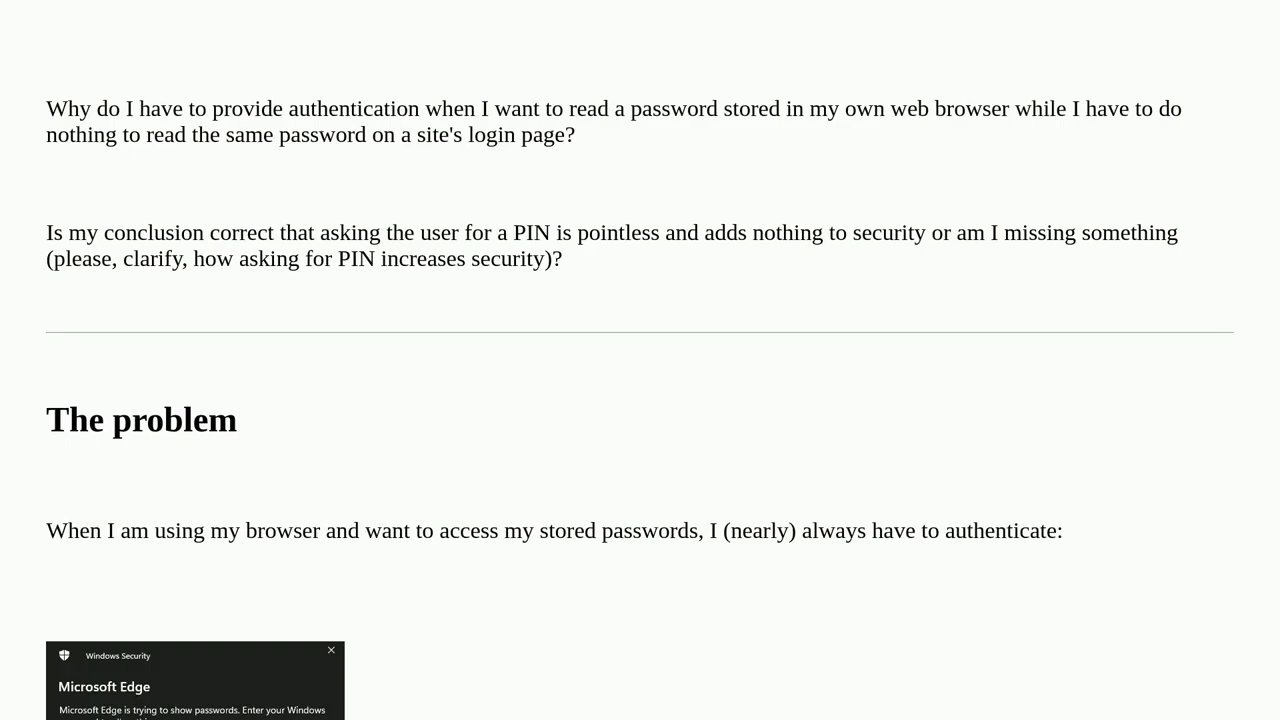 Why do I have to provide authentication when I want to read a password stored in my own web browser while I have to do
nothing to read the same password on a site's login page?
Is my conclusion correct that asking the user for a PIN is pointless and adds nothing to security or am I missing something
(please, clarify, how asking for PIN increases security)?
The problem
When I am using my browser and want to access my stored passwords, I (nearly) always have to authenticate:
Windows Security
Microsoft Edge
Microsoft Edge is trying to show passwords. Enter your Windows